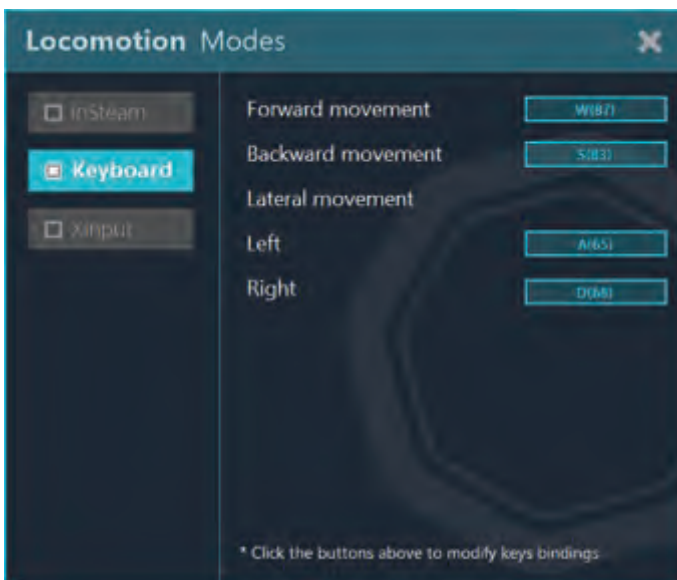 Locomotion Modes
InSteam
Keyboard
Xinput
Forward movement
W(87)
Backward movement
S(83)
Lateral movement
Left
A(65)
Right
D(68)
* Click the buttons above to modify keys bindings